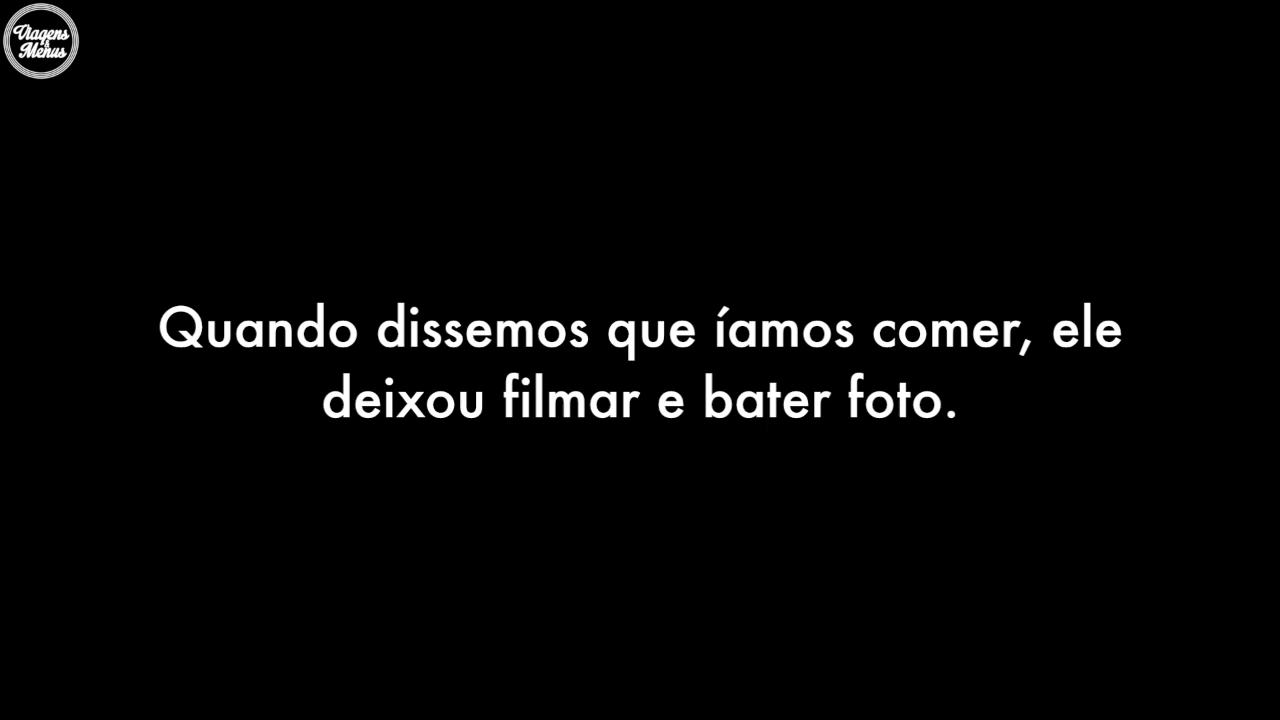 Viagens
&
Menus
Quando dissemos que íamos comer, ele
deixou filmar e bater foto.